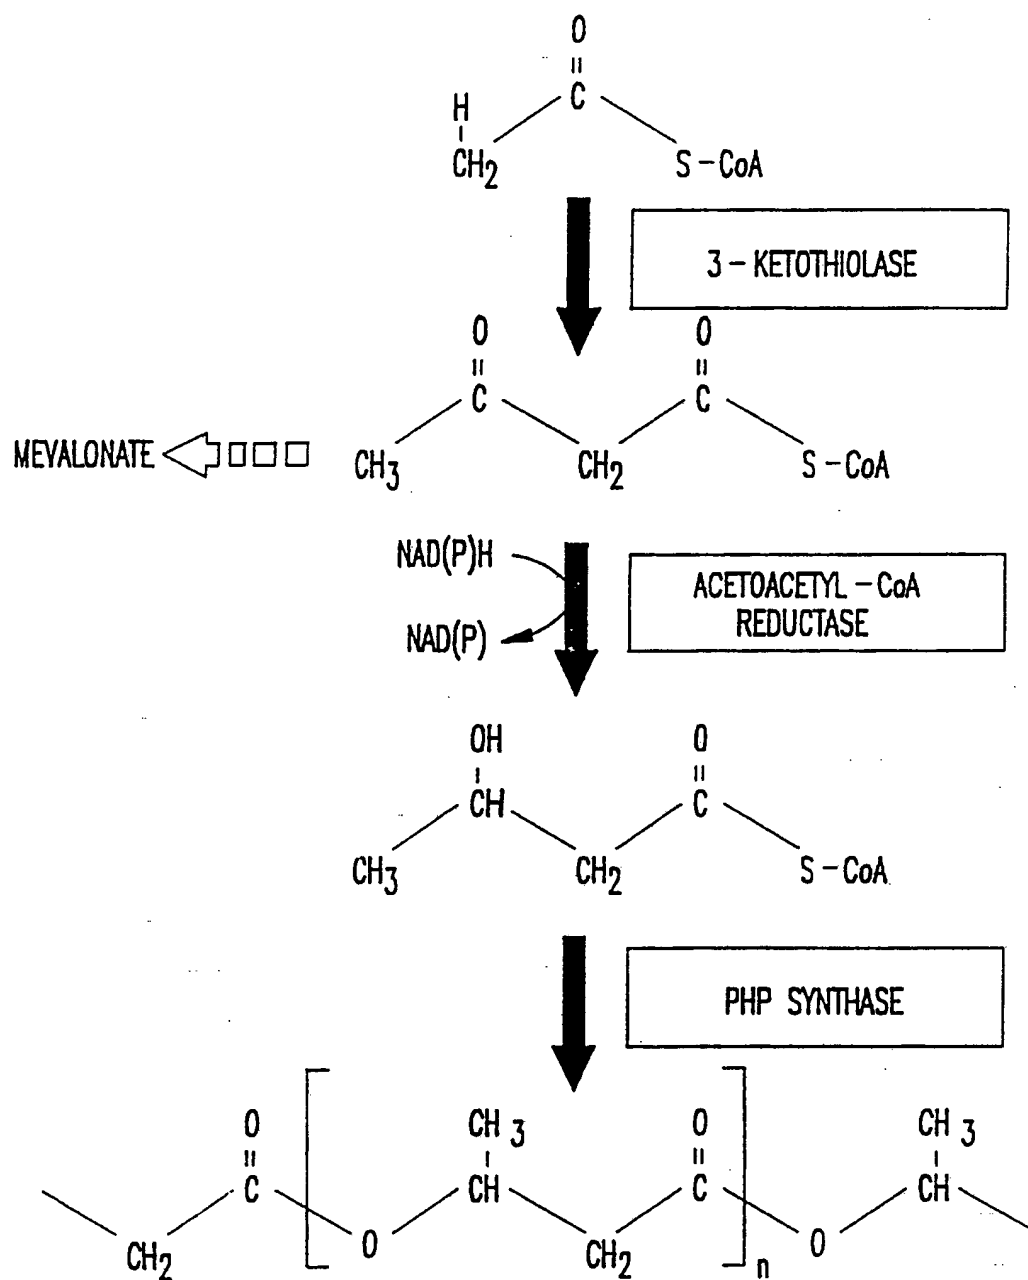 O
||
C
H
CH2
S-CoA
3-KETOTHIOLASE
O
||
C
O
||
C
MEVALONATE
CH3
CH2
S-CoA
NAD(P)H
NAD(P)
ACETOACETYL-CoA
REDUCTASE
OH
CH
O
||
C
CH3
CH2
S-CoA
PHP SYNTHASE
O
||
C
CH3
CH
O
||
C
CH3
CH
CH2
O
CH2
O
n